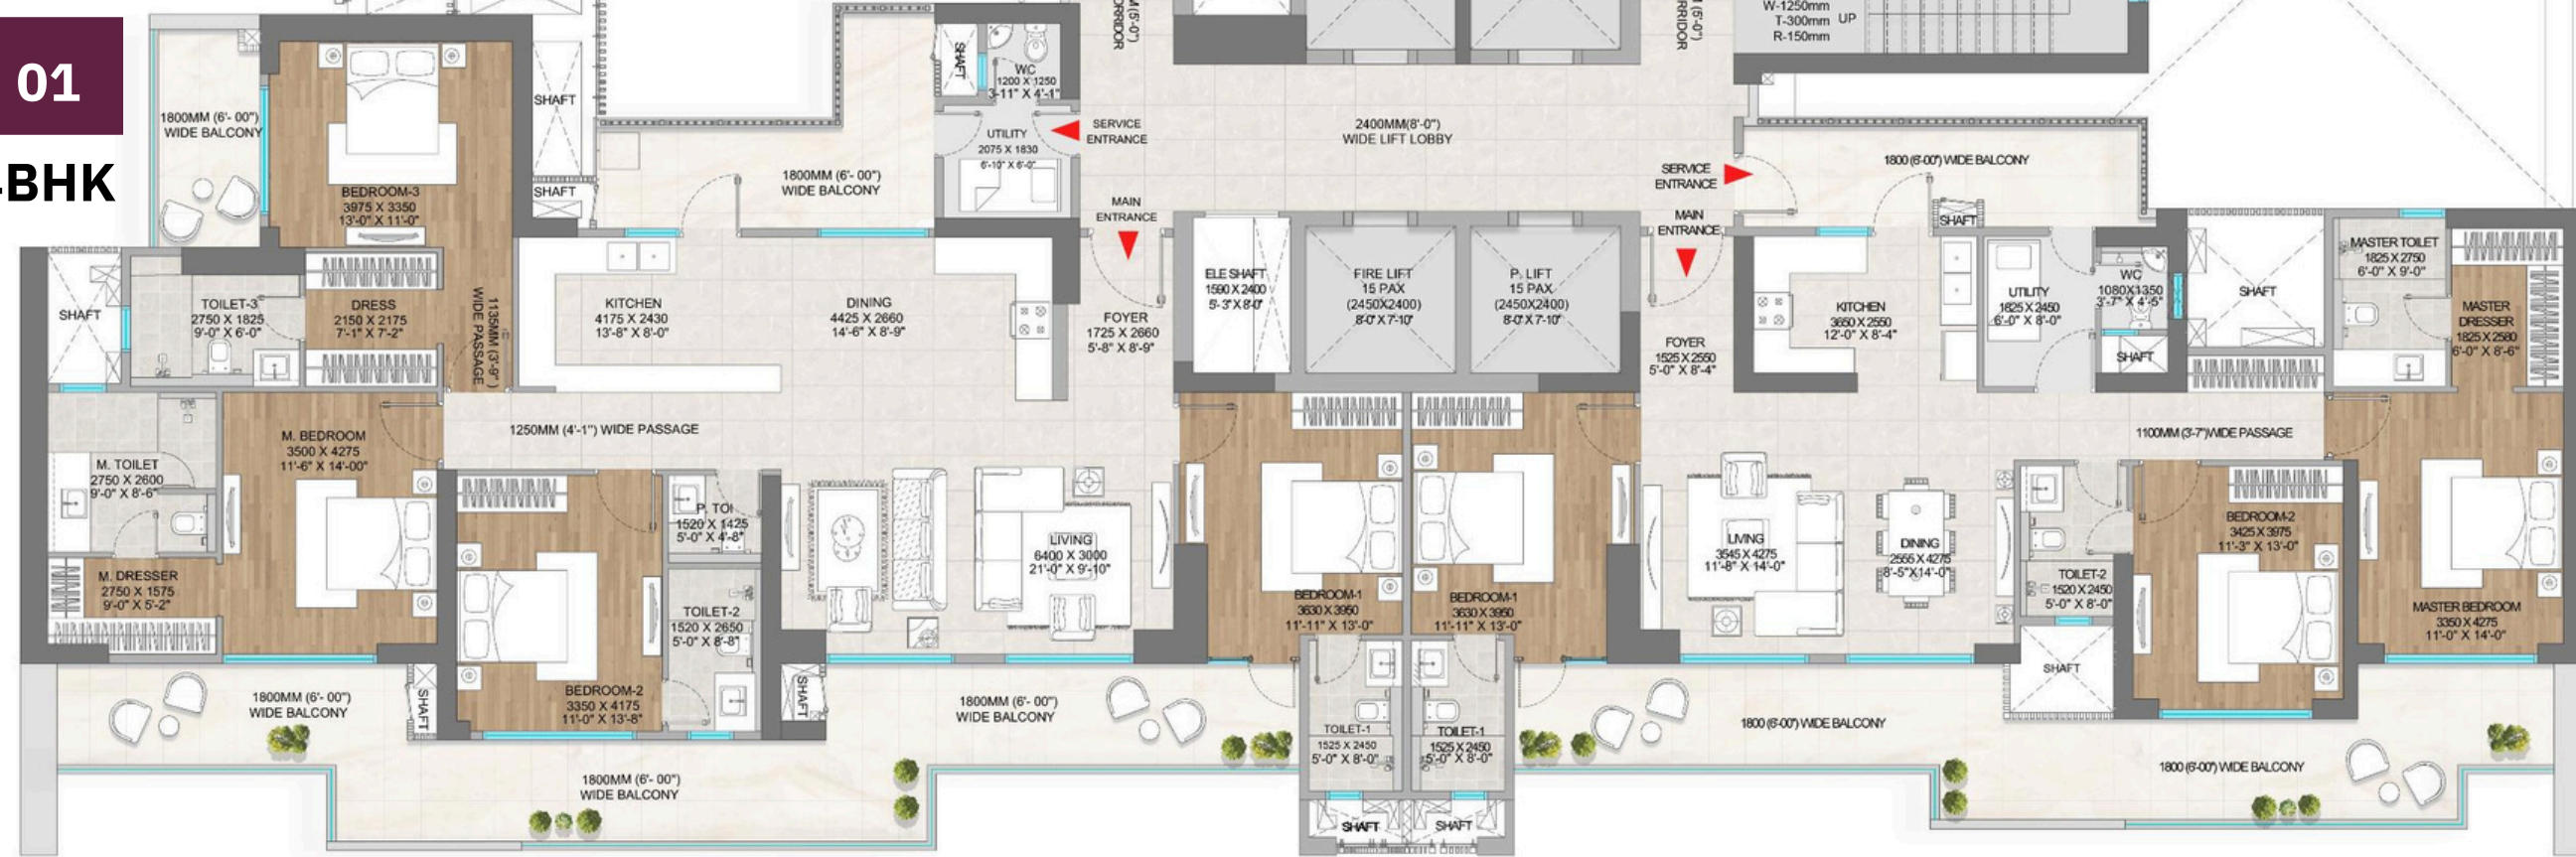 01
BHK
1800MM (6'- 00")
WIDE BALCONY
BEDROOM-3
3975 X 3350
13'-0" X 11'-0"
SHAFT
SHAFT
1800MM (6'- 00")
WIDE BALCONY
SHAFT
WC
1200 X 1250
3'-11" X 4'-1"
UTILITY
2075 X 1830
6'-10" X 6'-0"
SERVICE
ENTRANCE
MAIN
ENTRANCE
2400MM(8'-0")
WIDE LIFT LOBBY
W-1250mm
T-300mm
R-150mm
UP
SERVICE
ENTRANCE
MAIN
ENTRANCE
1800 (6'-00") WIDE BALCONY
SHAFT
SHAFT
TOILET-3
2750 X 1825
9'-0" X 6'-0"
DRESS
2150 X 2175
7'-1" X 7'-2"
1135MM (3'-9" )
WIDE PASSAGE
KITCHEN
4175 X 2430
13'-8" X 8'-0"
DINING
4425 X 2660
14'-6" X 8'-9"
FOYER
1725 X 2660
5'-8" X 8'-9"
ELE SHAFT
1590 X 2400
5'- 3" X 8'-0"
FIRE LIFT
15 PAX
(2450X2400)
8'-0" X 7'-10"
P. LIFT
15 PAX
(2450X2400)
8'-0" X 7'-10"
FOYER
1525 X 2550
5'-0" X 8'-4"
KITCHEN
3650 X 2550
12'-0" X 8'-4"
UTILITY
1825 X 2450
6'-0" X 8'-0"
WC
1080X1350
3'-7" X 4'-5"
SHAFT
SHAFT
MASTER TOILET
1825 X 2750
6'-0" X 9'-0"
MASTER
DRESSER
1825 X 2580
6'-0" X 8'-6"
M. BEDROOM
3500 X 4275
11'-6" X 14'-00"
1250MM (4'-1") WIDE PASSAGE
1100MM (3'-7")WIDE PASSAGE
M. TOILET
2750 X 2600
9'-0" X 8'-6"
M. DRESSER
2750 X 1575
9'-0" X 5'-2"
P. TOI
1520 X 1425
5'-0" X 4'-8"
TOILET-2
1520 X 2650
5'-0" X 8'-8"
BEDROOM-2
3350 X 4175
11'-0" X 13'-8"
LIVING
6400 X 3000
21'-0" X 9'-10"
BEDROOM-1
3630 X 3950
11'-11" X 13'-0"
BEDROOM-1
3630 X 3950
11'-11" X 13'-0"
LIVING
3545 X 4275
11'-8" X 14'-0"
DINING
2555 X 4275
8'-5"X14'-0"
TOILET-2
1520 X 2450
5'-0" X 8'-0"
BEDROOM-2
3425 X 3975
11'-3" X 13'-0"
MASTER BEDROOM
3350 X 4275
11'-0" X 14'-0"
SHAFT
1800MM (6'- 00")
WIDE BALCONY
SHAFT
SHAFT
1800MM (6'- 00")
WIDE BALCONY
1800MM (6'- 00")
WIDE BALCONY
TOILET-1
1525 X 2450
5'-0" X 8'-0"
TOILET-1
1525 X 2450
5'-0" X 8'-0"
1800 (6'-00") WIDE BALCONY
1800 (6'-00") WIDE BALCONY
SHAFT
SHAFT